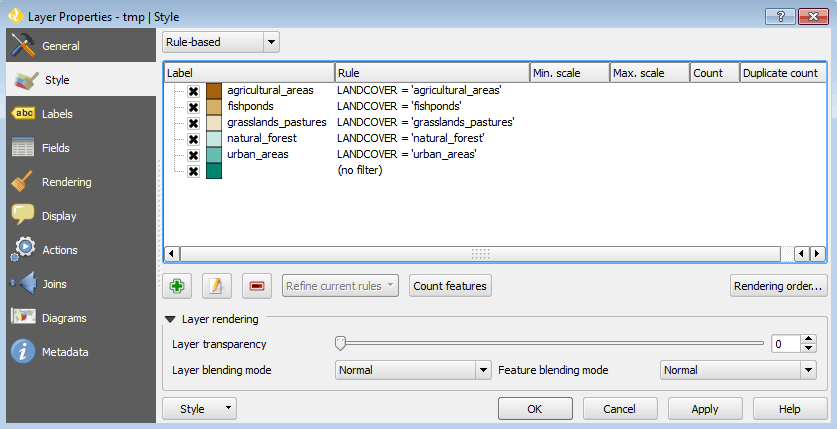 Layer Properties - tmp | Style
General
Style
abc Labels
Fields
Rendering
Display
Actions
Joins
Diagrams
Metadata
Rule-based
Label Rule Min. scale Max. scale Count Duplicate count
agricultural_areas LANDCOVER = 'agricultural_areas'
fishponds LANDCOVER = 'fishponds'
grasslands_pastures LANDCOVER = 'grasslands_pastures'
natural_forest LANDCOVER = 'natural_forest'
urban_areas LANDCOVER = 'urban_areas'
(no filter)
Refine current rules Count features Rendering order...
Layer rendering
Layer transparency 0
Layer blending mode Normal Feature blending mode Normal
Style OK Cancel Apply Help